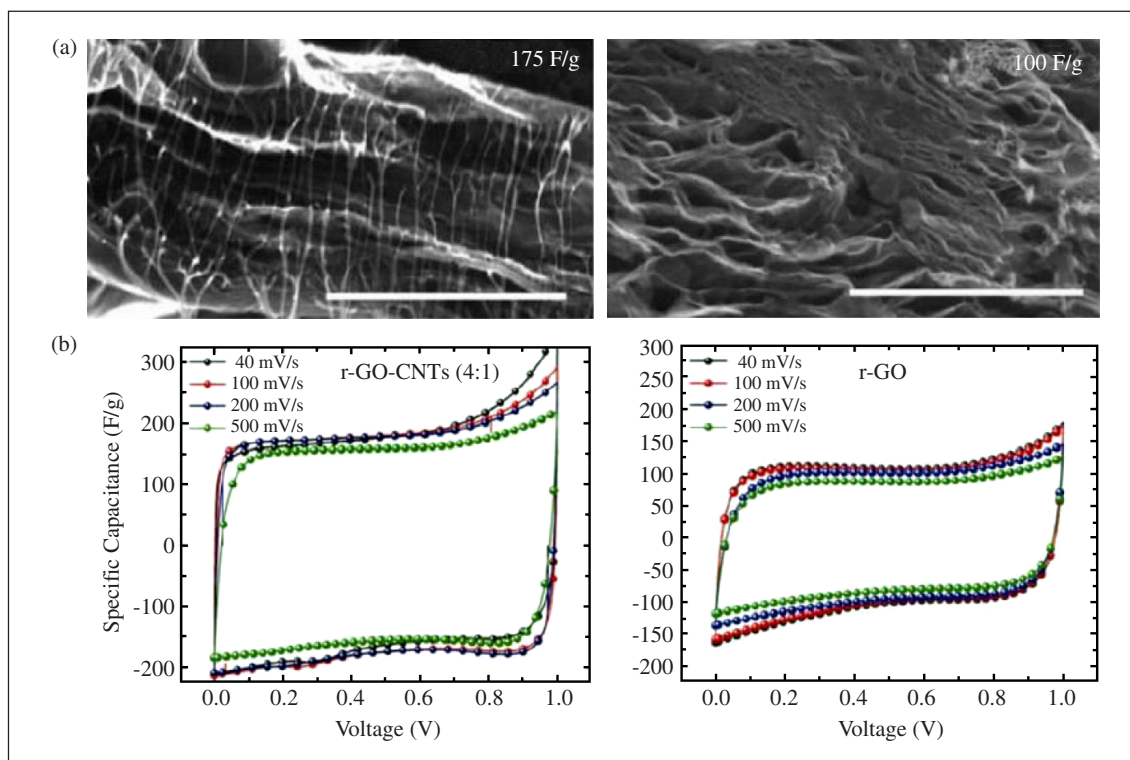 (a)
175 F/g
100 F/g
(b)
40 mV/s
100 mV/s
200 mV/s
500 mV/s
r-GO-CNTs (4:1)
300
200
100
0
-100
-200
Specific Capacitance (F/g)
0.0 0.2 0.4 0.6 0.8 1.0
Voltage (V)
40 mV/s
100 mV/s
200 mV/s
500 mV/s
r-GO
300
250
200
150
100
50
0
-50
-100
-150
-200
0.0 0.2 0.4 0.6 0.8 1.0
Voltage (V)